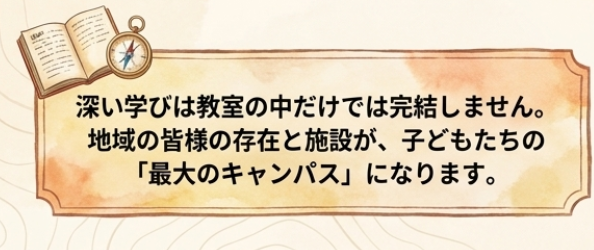 深い学びは教室の中だけでは完結しません。
地域の皆様の存在と施設が、子どもたちの
「最大のキャンパス」になります。